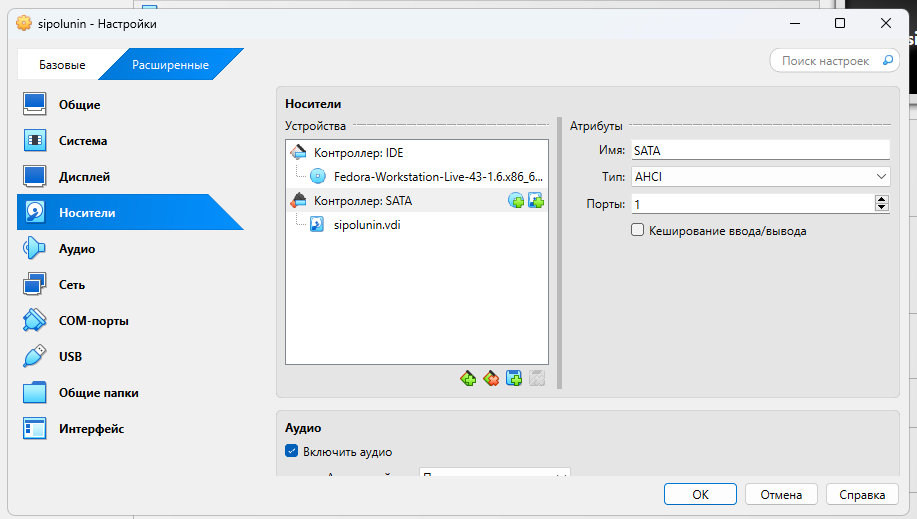 sipolunin - Настройки
Базовые
Расширенные
Поиск настроек
Общие
Система
Дисплей
Носители
Аудио
Сеть
COM-порты
USB
Общие папки
Интерфейс
Носители
Устройства
Контроллер: IDE
Fedora-Workstation-Live-43-1.6.x86_6...
Контроллер: SATA
sipolunin.vdi
Атрибуты
Имя: SATA
Тип: AHCI
Порты: 1
Кеширование ввода/вывода
Аудио
Включить аудио
OK
Отмена
Справка